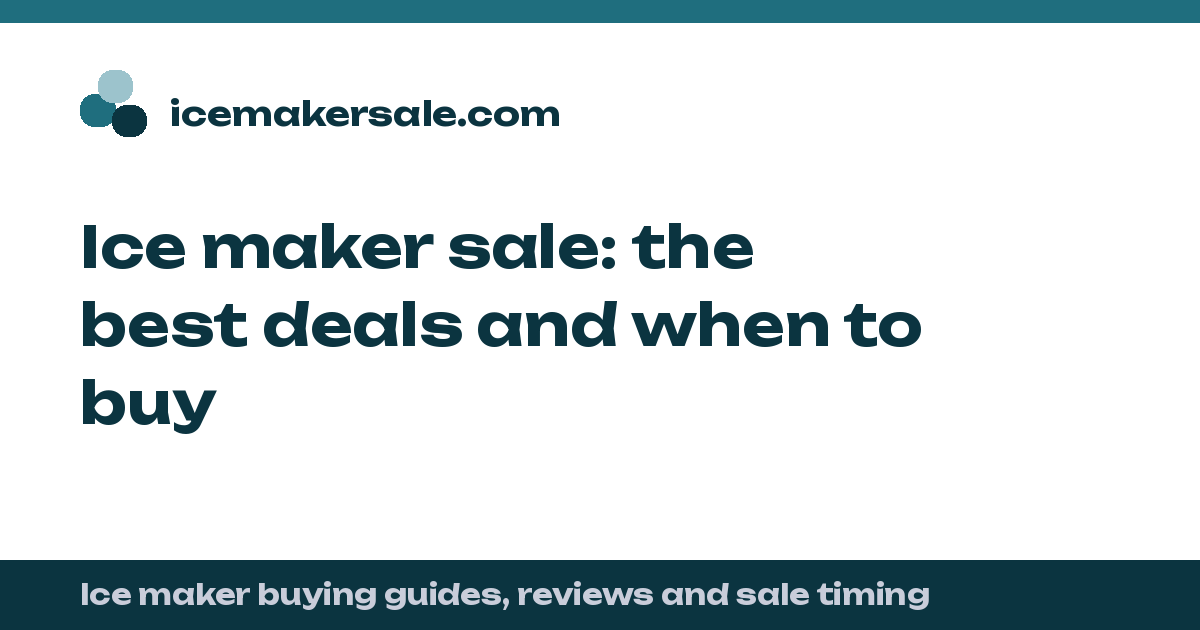 icemakersale.com
Ice maker sale: the
best deals and when to
buy
Ice maker buying guides, reviews and sale timing